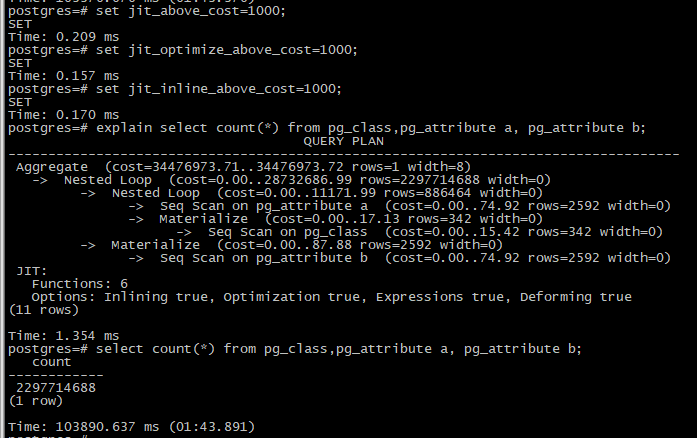 Time: 103570.676 ms (01:43.570)
postgres=# set jit_above_cost=1000;
SET
Time: 0.209 ms
postgres=# set jit_optimize_above_cost=1000;
SET
Time: 0.157 ms
postgres=# set jit_inline_above_cost=1000;
SET
Time: 0.170 ms
postgres=# explain select count(*) from pg_class,pg_attribute a, pg_attribute b;
QUERY PLAN
--------------------------------------------------------------------------------------
Aggregate  (cost=34476973.71..34476973.72 rows=1 width=8)
  ->  Nested Loop  (cost=0.00..28732686.99 rows=2297714688 width=0)
        ->  Nested Loop  (cost=0.00..11171.99 rows=886464 width=0)
              ->  Seq Scan on pg_attribute a  (cost=0.00..74.92 rows=2592 width=0)
              ->  Materialize  (cost=0.00..17.13 rows=342 width=0)
                    ->  Seq Scan on pg_class  (cost=0.00..15.42 rows=342 width=0)
        ->  Materialize  (cost=0.00..87.88 rows=2592 width=0)
              ->  Seq Scan on pg_attribute b  (cost=0.00..74.92 rows=2592 width=0)
JIT:
  Functions: 6
  Options: Inlining true, Optimization true, Expressions true, Deforming true
(11 rows)
Time: 1.354 ms
postgres=# select count(*) from pg_class,pg_attribute a, pg_attribute b;
count
------------
2297714688
(1 row)
Time: 103890.637 ms (01:43.891)
postgres=#